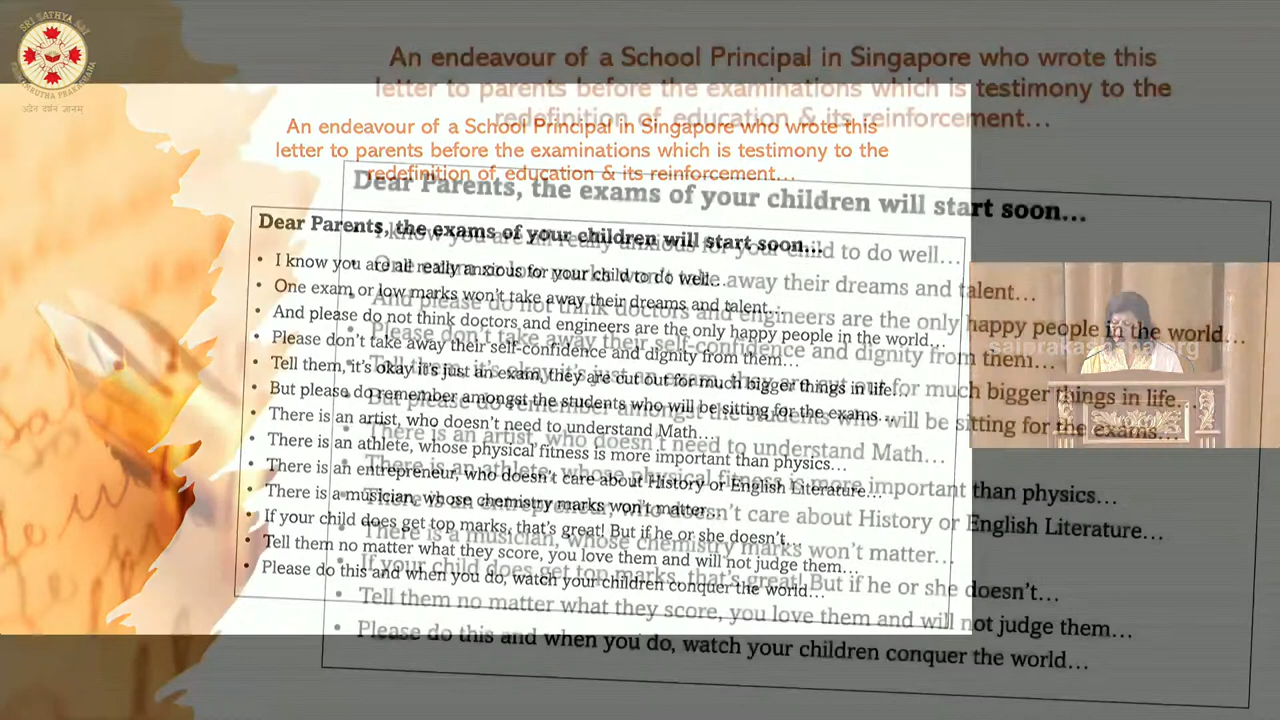 SRI SATHYA SAI
AMRUTHA PRAKASHANA
An endeavour of a School Principal in Singapore who wrote this
letter to parents before the examinations which is testimony to the
redefinition of education & its reinforcement...
Dear Parents, the exams of your children will start soon...
• I know you are all really anxious for your child to do well...
• One exam or low marks won't take away their dreams and talent...
• And please do not think doctors and engineers are the only happy people in the world...
• Please don't take away their self-confidence and dignity from them...
• Tell them, it's okay it's just an exam, they are cut out for much bigger things in life...
• But please do remember amongst the students who will be sitting for the exams...
• There is an artist, who doesn't need to understand Math...
• There is an athlete, whose physical fitness is more important than physics...
• There is an entrepreneur, who doesn't care about History or English Literature...
• There is a musician, whose chemistry marks won't matter...
• If your child does get top marks, that's great! But if he or she doesn't...
• Tell them no matter what they score, you love them and will not judge them...
• Please do this and when you do, watch your children conquer the world...
saiprakashana.org